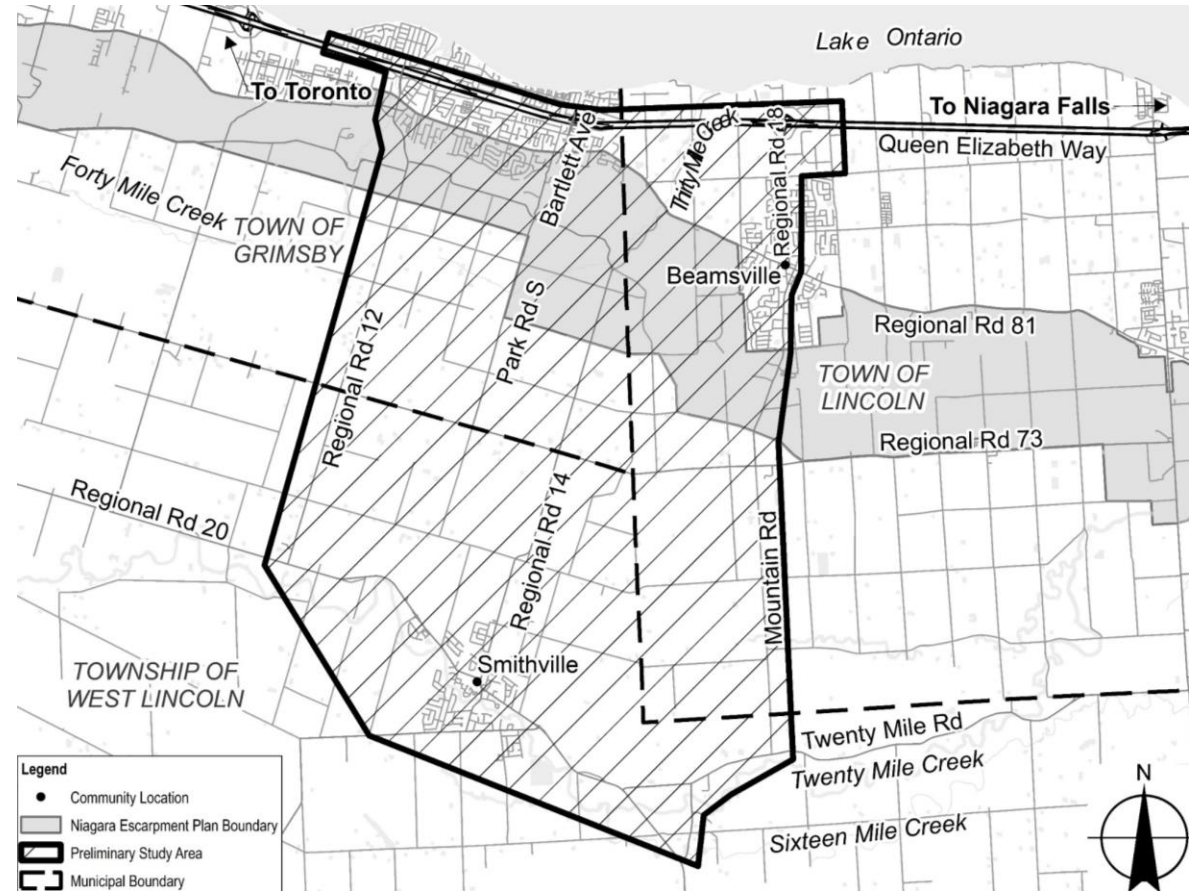 Lake Ontario
To Toronto
To Niagara Falls
Queen Elizabeth Way
Thirty Mile Creek
Regional Rd 18
Bartlett Ave
Forty Mile Creek
TOWN OF
GRIMSBY
Beamsville
Regional Rd 81
Park Rd S
Regional Rd 12
TOWN OF
LINCOLN
Regional Rd 73
Regional Rd 20
Regional Rd 14
Mountain Rd
Smithville
TOWNSHIP OF
WEST LINCOLN
Twenty Mile Rd
Twenty Mile Creek
Sixteen Mile Creek
N
Legend
Community Location
Niagara Escarpment Plan Boundary
Preliminary Study Area
Municipal Boundary